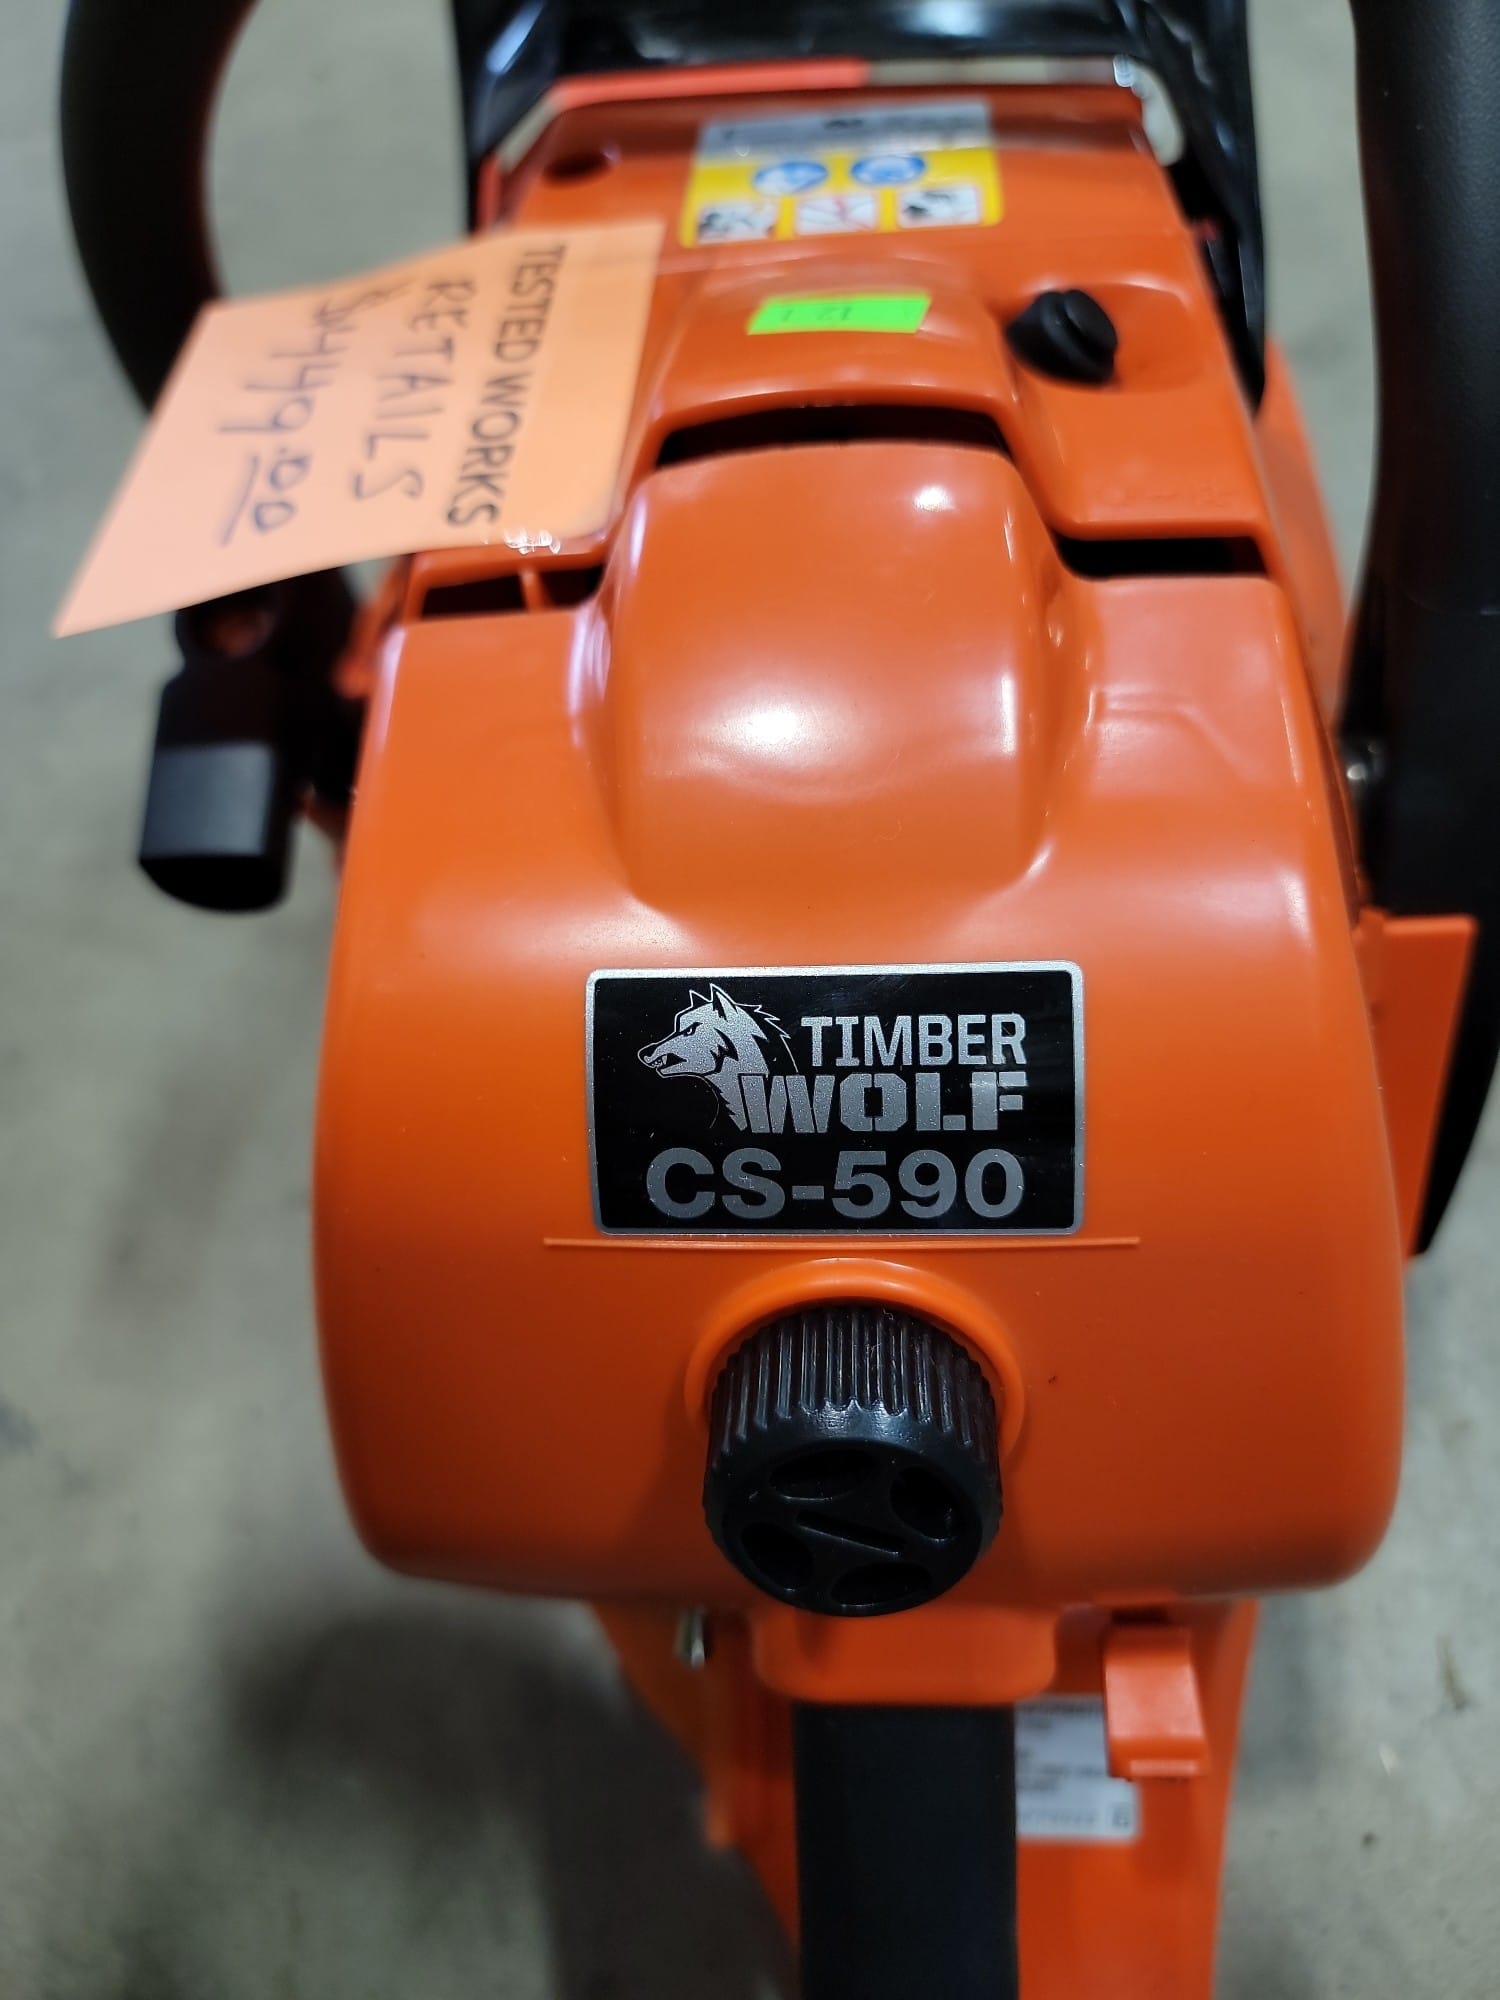 TESTED WORKS
RETAILS
$449.00
TIMBER
WOLF
CS-590